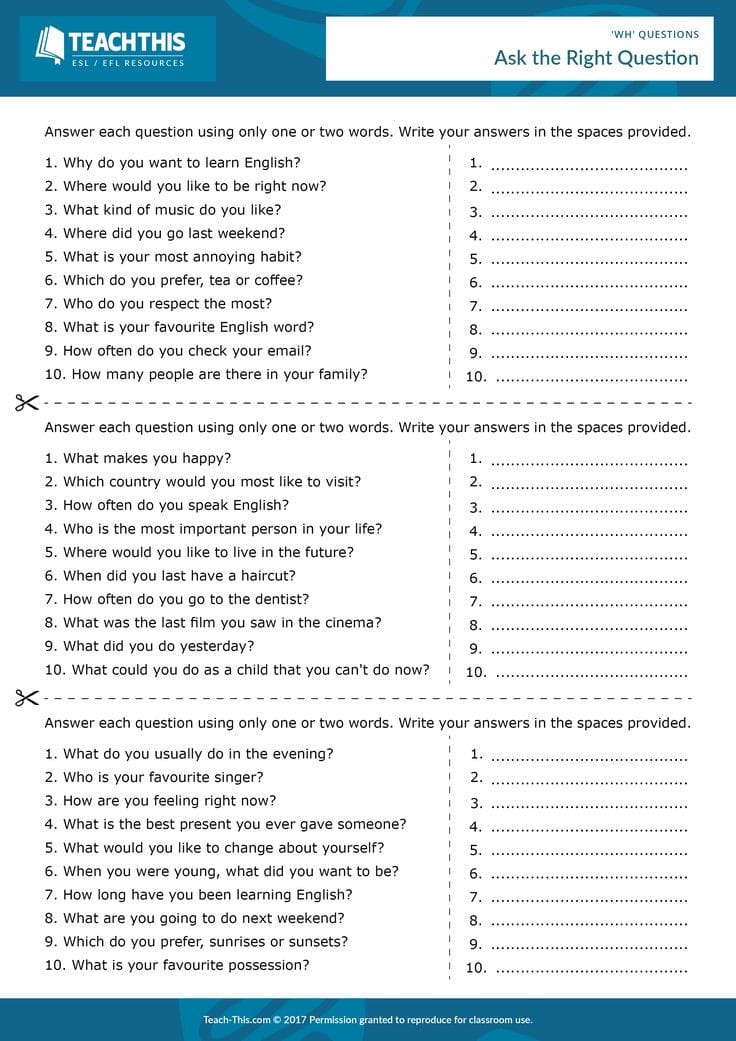 TEACHTHIS
ESL / EFL RESOURCES
'WH' QUESTIONS
Ask the Right Question
Answer each question using only one or two words. Write your answers in the spaces provided.
1. Why do you want to learn English?
2. Where would you like to be right now?
3. What kind of music do you like?
4. Where did you go last weekend?
5. What is your most annoying habit?
6. Which do you prefer, tea or coffee?
7. Who do you respect the most?
8. What is your favourite English word?
9. How often do you check your email?
10. How many people are there in your family?
1. .......................................
2. .......................................
3. .......................................
4. .......................................
5. .......................................
6. .......................................
7. .......................................
8. .......................................
9. .......................................
10. ......................................
Answer each question using only one or two words. Write your answers in the spaces provided.
1. What makes you happy?
2. Which country would you most like to visit?
3. How often do you speak English?
4. Who is the most important person in your life?
5. Where would you like to live in the future?
6. When did you last have a haircut?
7. How often do you go to the dentist?
8. What was the last film you saw in the cinema?
9. What did you do yesterday?
10. What could you do as a child that you can't do now?
1. .......................................
2. .......................................
3. .......................................
4. .......................................
5. .......................................
6. .......................................
7. .......................................
8. .......................................
9. .......................................
10. ......................................
Answer each question using only one or two words. Write your answers in the spaces provided.
1. What do you usually do in the evening?
2. Who is your favourite singer?
3. How are you feeling right now?
4. What is the best present you ever gave someone?
5. What would you like to change about yourself?
6. When you were young, what did you want to be?
7. How long have you been learning English?
8. What are you going to do next weekend?
9. Which do you prefer, sunrises or sunsets?
10. What is your favourite possession?
1. .......................................
2. .......................................
3. .......................................
4. .......................................
5. .......................................
6. .......................................
7. .......................................
8. .......................................
9. .......................................
10. ......................................
Teach-This.com © 2017 Permission granted to reproduce for classroom use.